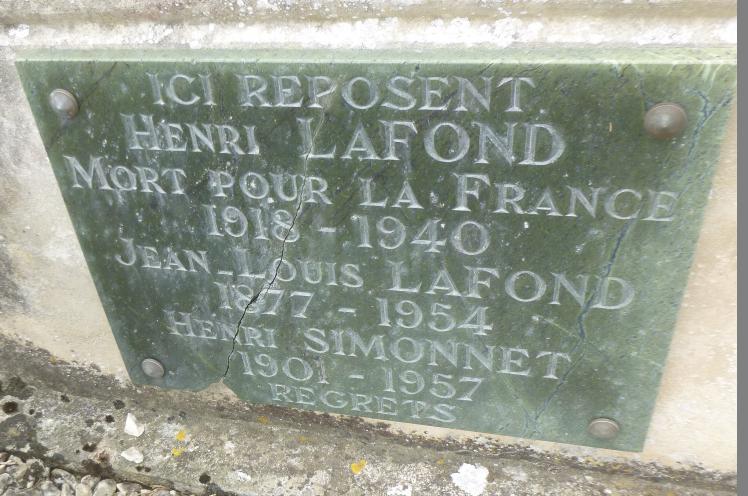 ICI REPOSENT
HENRI LAFOND
MORT POUR LA FRANCE
1918 - 1940
JEAN-LOUIS LAFOND
1877 - 1954
HENRI SIMONNET
1901 - 1957
REGRETS